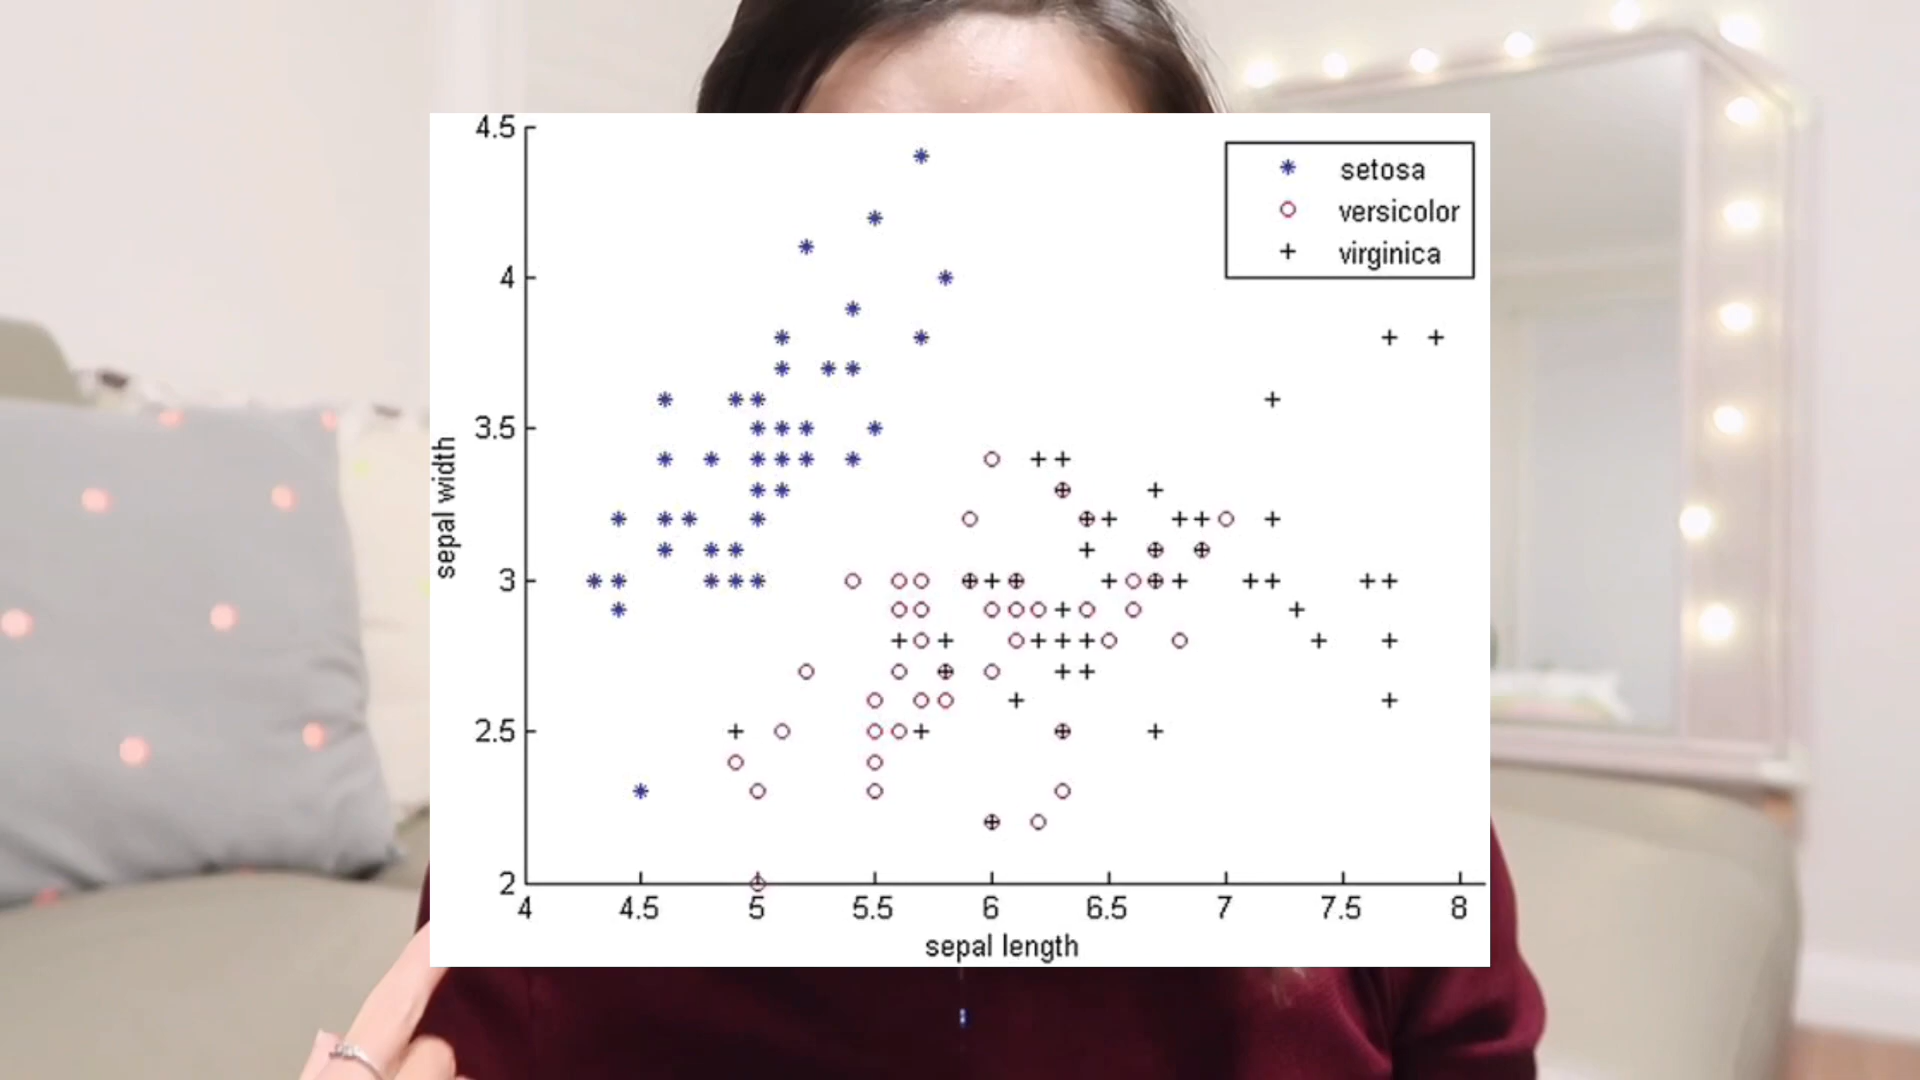 4.5
setosa
versicolor
virginica
4
3.5
sepal width
3
2.5
2
4 4.5 5 5.5 6 6.5 7 7.5 8
sepal length